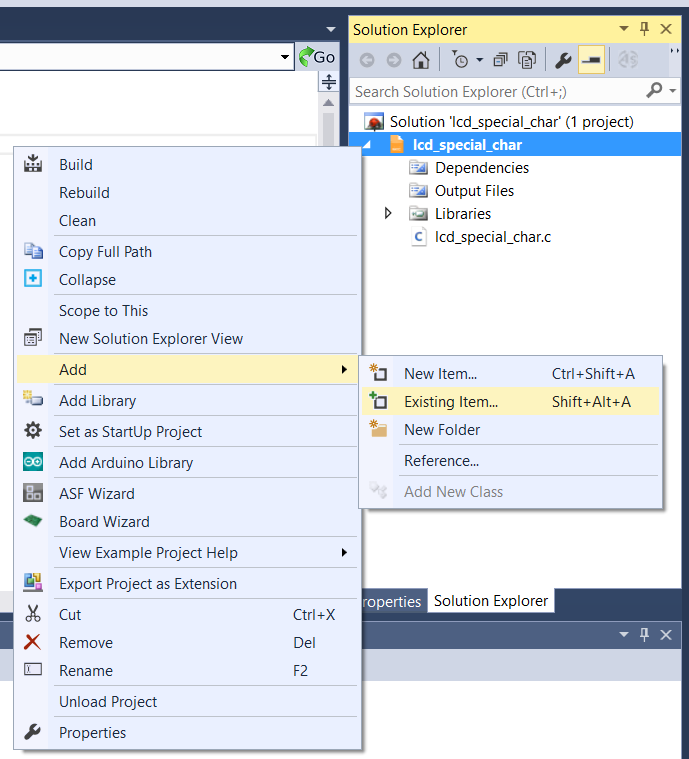 Solution Explorer
Go
Search Solution Explorer (Ctrl+;)
Solution 'lcd_special_char' (1 project)
lcd_special_char
Dependencies
Output Files
Libraries
C lcd_special_char.c
Build
Rebuild
Clean
Copy Full Path
Collapse
Scope to This
New Solution Explorer View
Add
Add Library
Set as StartUp Project
Add Arduino Library
ASF Wizard
Board Wizard
View Example Project Help
Export Project as Extension
Cut Ctrl+X
Remove Del
Rename F2
Unload Project
Properties
New Item... Ctrl+Shift+A
Existing Item... Shift+Alt+A
New Folder
Reference...
Add New Class
roperties Solution Explorer